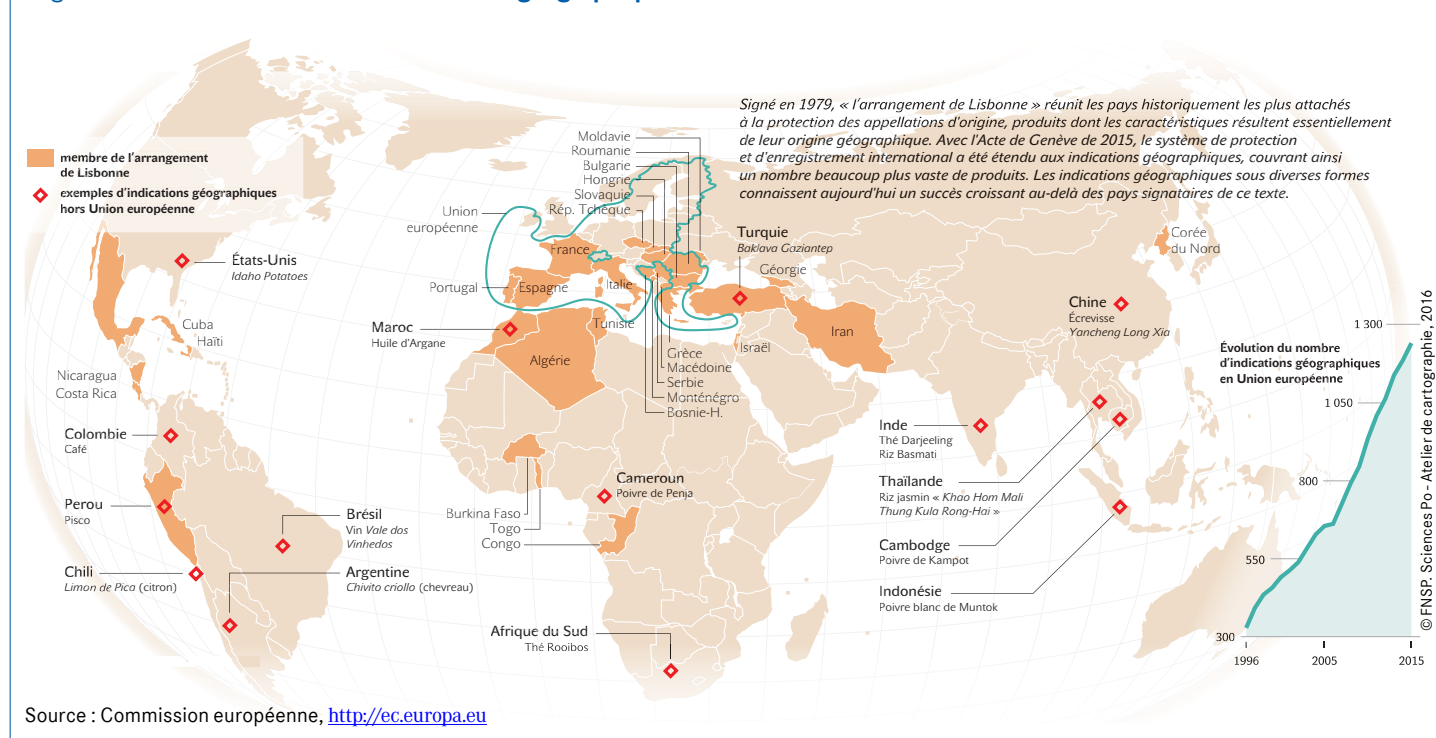 Signé en 1979, « l'arrangement de Lisbonne » réunit les pays historiquement les plus attachés
à la protection des appellations d'origine, produits dont les caractéristiques résultent essentiellement
de leur origine géographique. Avec l'Acte de Genève de 2015, le système de protection
et d'enregistrement international a été étendu aux indications géographiques, couvrant ainsi
un nombre beaucoup plus vaste de produits. Les indications géographiques sous diverses formes
connaissent aujourd'hui un succès croissant au-delà des pays signataires de ce texte.
membre de l'arrangement
de Lisbonne
exemples d'indications géographiques
hors Union européenne
Moldavie
Roumanie
Bulgarie
Hongrie
Slovaquie
Rép. Tchèque
Union
européenne
France
Portugal
Espagne
Italie
Turquie
Baklava Gaziantep
Géorgie
Corée
du Nord
États-Unis
Idaho Potatoes
Cuba
Haïti
Maroc
Huile d'Argane
Tunisie
Algérie
Israël
Iran
Chine
Écrevisse
Yancheng Long Xia
Grèce
Macédoine
Serbie
Monténégro
Bosnie-H.
Nicaragua
Costa Rica
Colombie
Café
Perou
Pisco
Chili
Limon de Pica (citron)
Brésil
Vin Vale dos
Vinhedos
Argentine
Chivito criollo (chevreau)
Burkina Faso
Togo
Congo
Cameroun
Poivre de Penja
Afrique du Sud
Thé Rooibos
Inde
Thé Darjeeling
Riz Basmati
Thaïlande
Riz jasmin « Khao Hom Mali
Thung Kula Rong-Hai »
Cambodge
Poivre de Kampot
Indonésie
Poivre blanc de Muntok
Évolution du nombre
d'indications géographiques
en Union européenne
1 300
1 050
800
550
300
1996
2005
2015
© FNSP. Sciences Po - Atelier de cartographie, 2016
Source : Commission européenne, http://ec.europa.eu